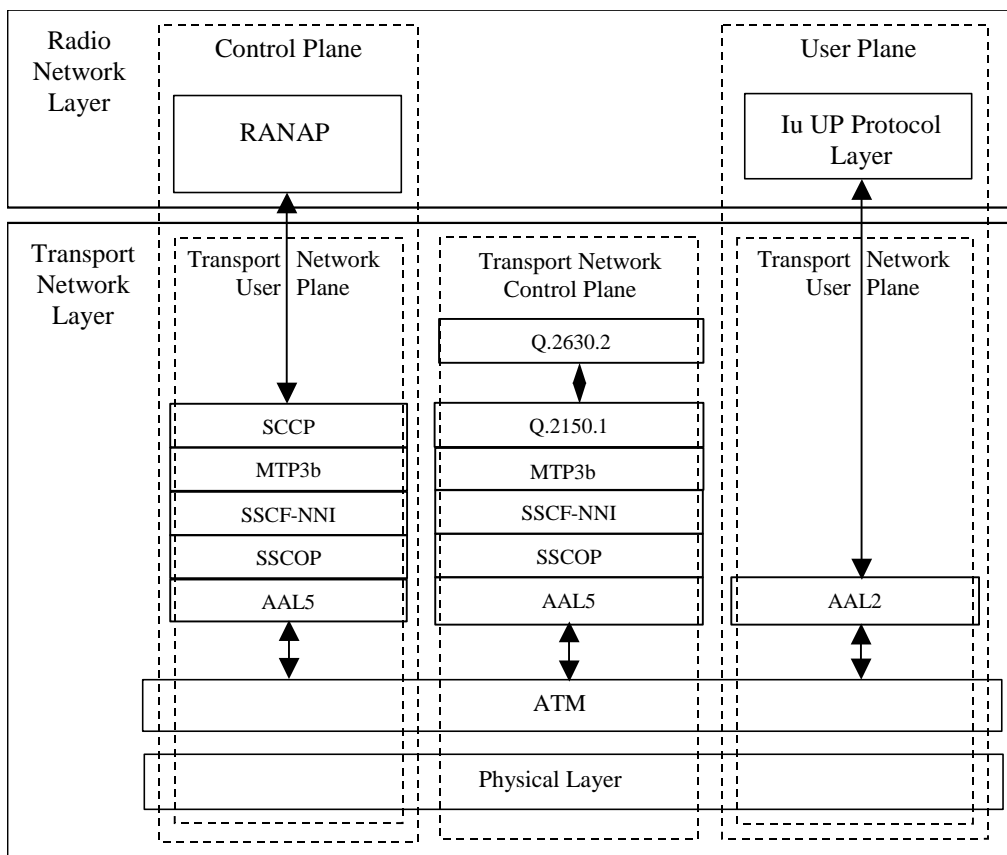 Radio
Network
Layer
Control Plane
User Plane
RANAP
Iu UP Protocol
Layer
Transport
Network
Layer
Transport Network
User Plane
Transport Network
Control Plane
Transport Network
User Plane
Q.2630.2
SCCP
MTP3b
SSCF-NNI
SSCOP
AAL5
Q.2150.1
MTP3b
SSCF-NNI
SSCOP
AAL5
AAL2
ATM
Physical Layer